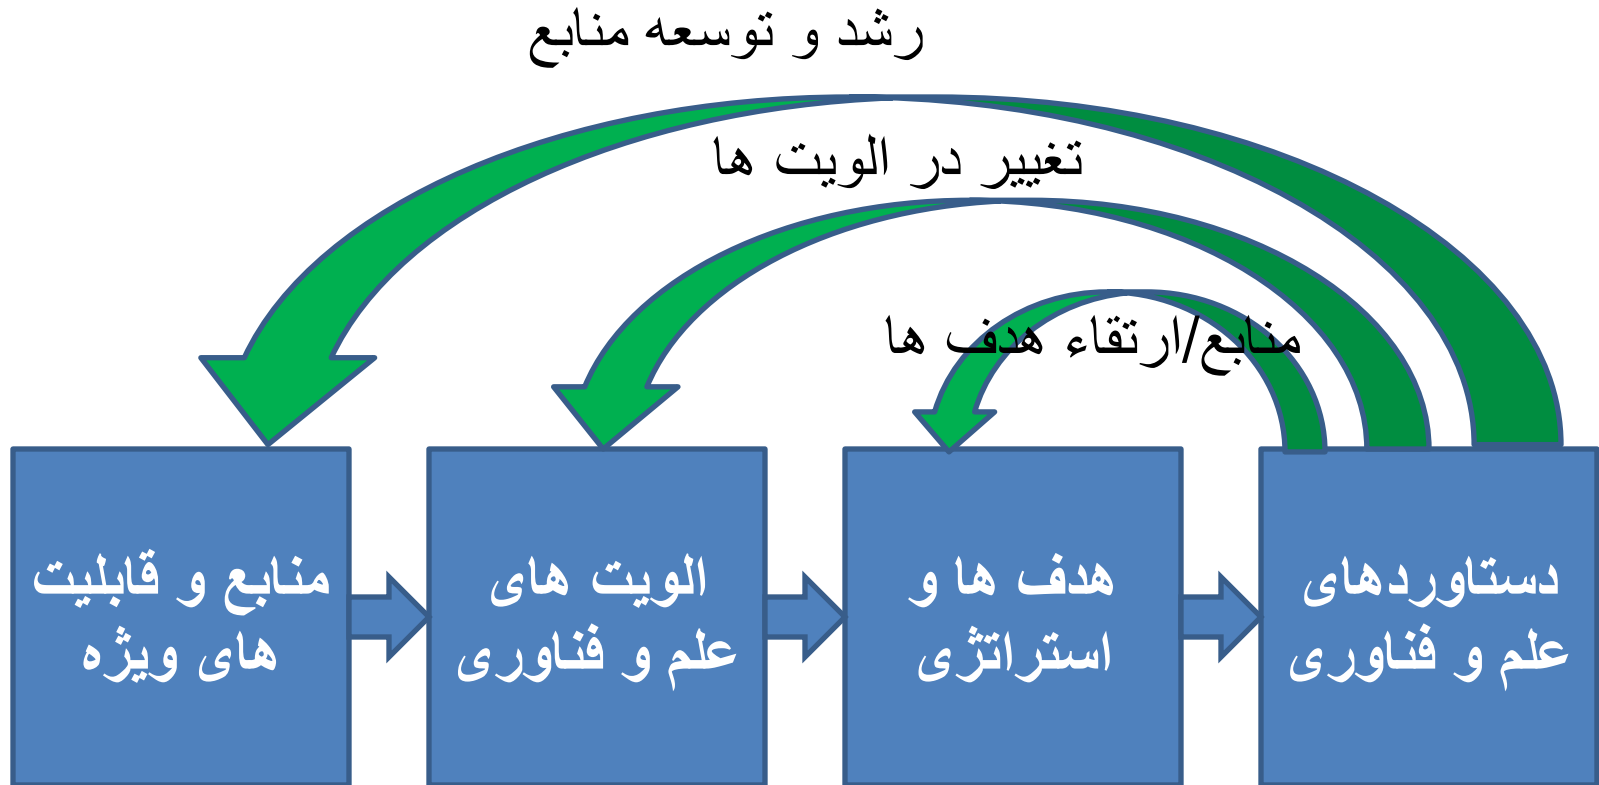 رشد و توسعه منابع
تغییر در الویت ها
منابع/ارتقاء هدف ها
منابع و قابلیت
های ویژه
الویت های
علم و فناوری
هدف ها و
استراتژی
دستاوردهای
علم و فناوری